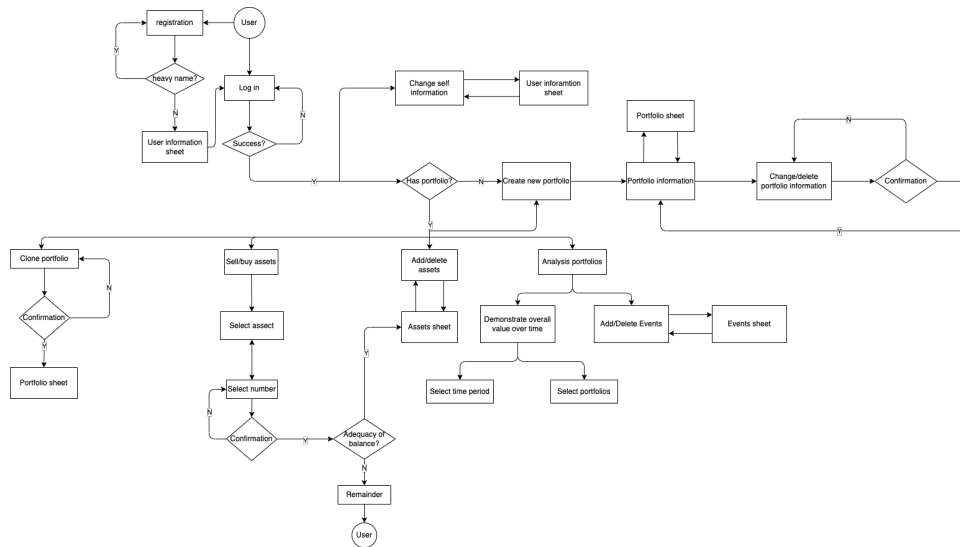 registration
User
Y
heavy name?
Log in
Change self
information
User inforamtion
sheet
N
N
User information
sheet
Success?
Portfolio sheet
N
Y
Has portfolio?
N
Create new portfolio
Portfolio information
Change/delete
portfolio information
Confirmation
Y
Y
Clone portfolio
Sell/buy assets
Add/delete
assets
Analysis portfolios
N
Confirmation
Select assect
Assets sheet
Demonstrate overall
value over time
Add/Delete Events
Events sheet
Y
Y
Portfolio sheet
Select number
Select time period
Select portfolios
N
Confirmation
Y
Adequacy of
balance?
N
Remainder
User